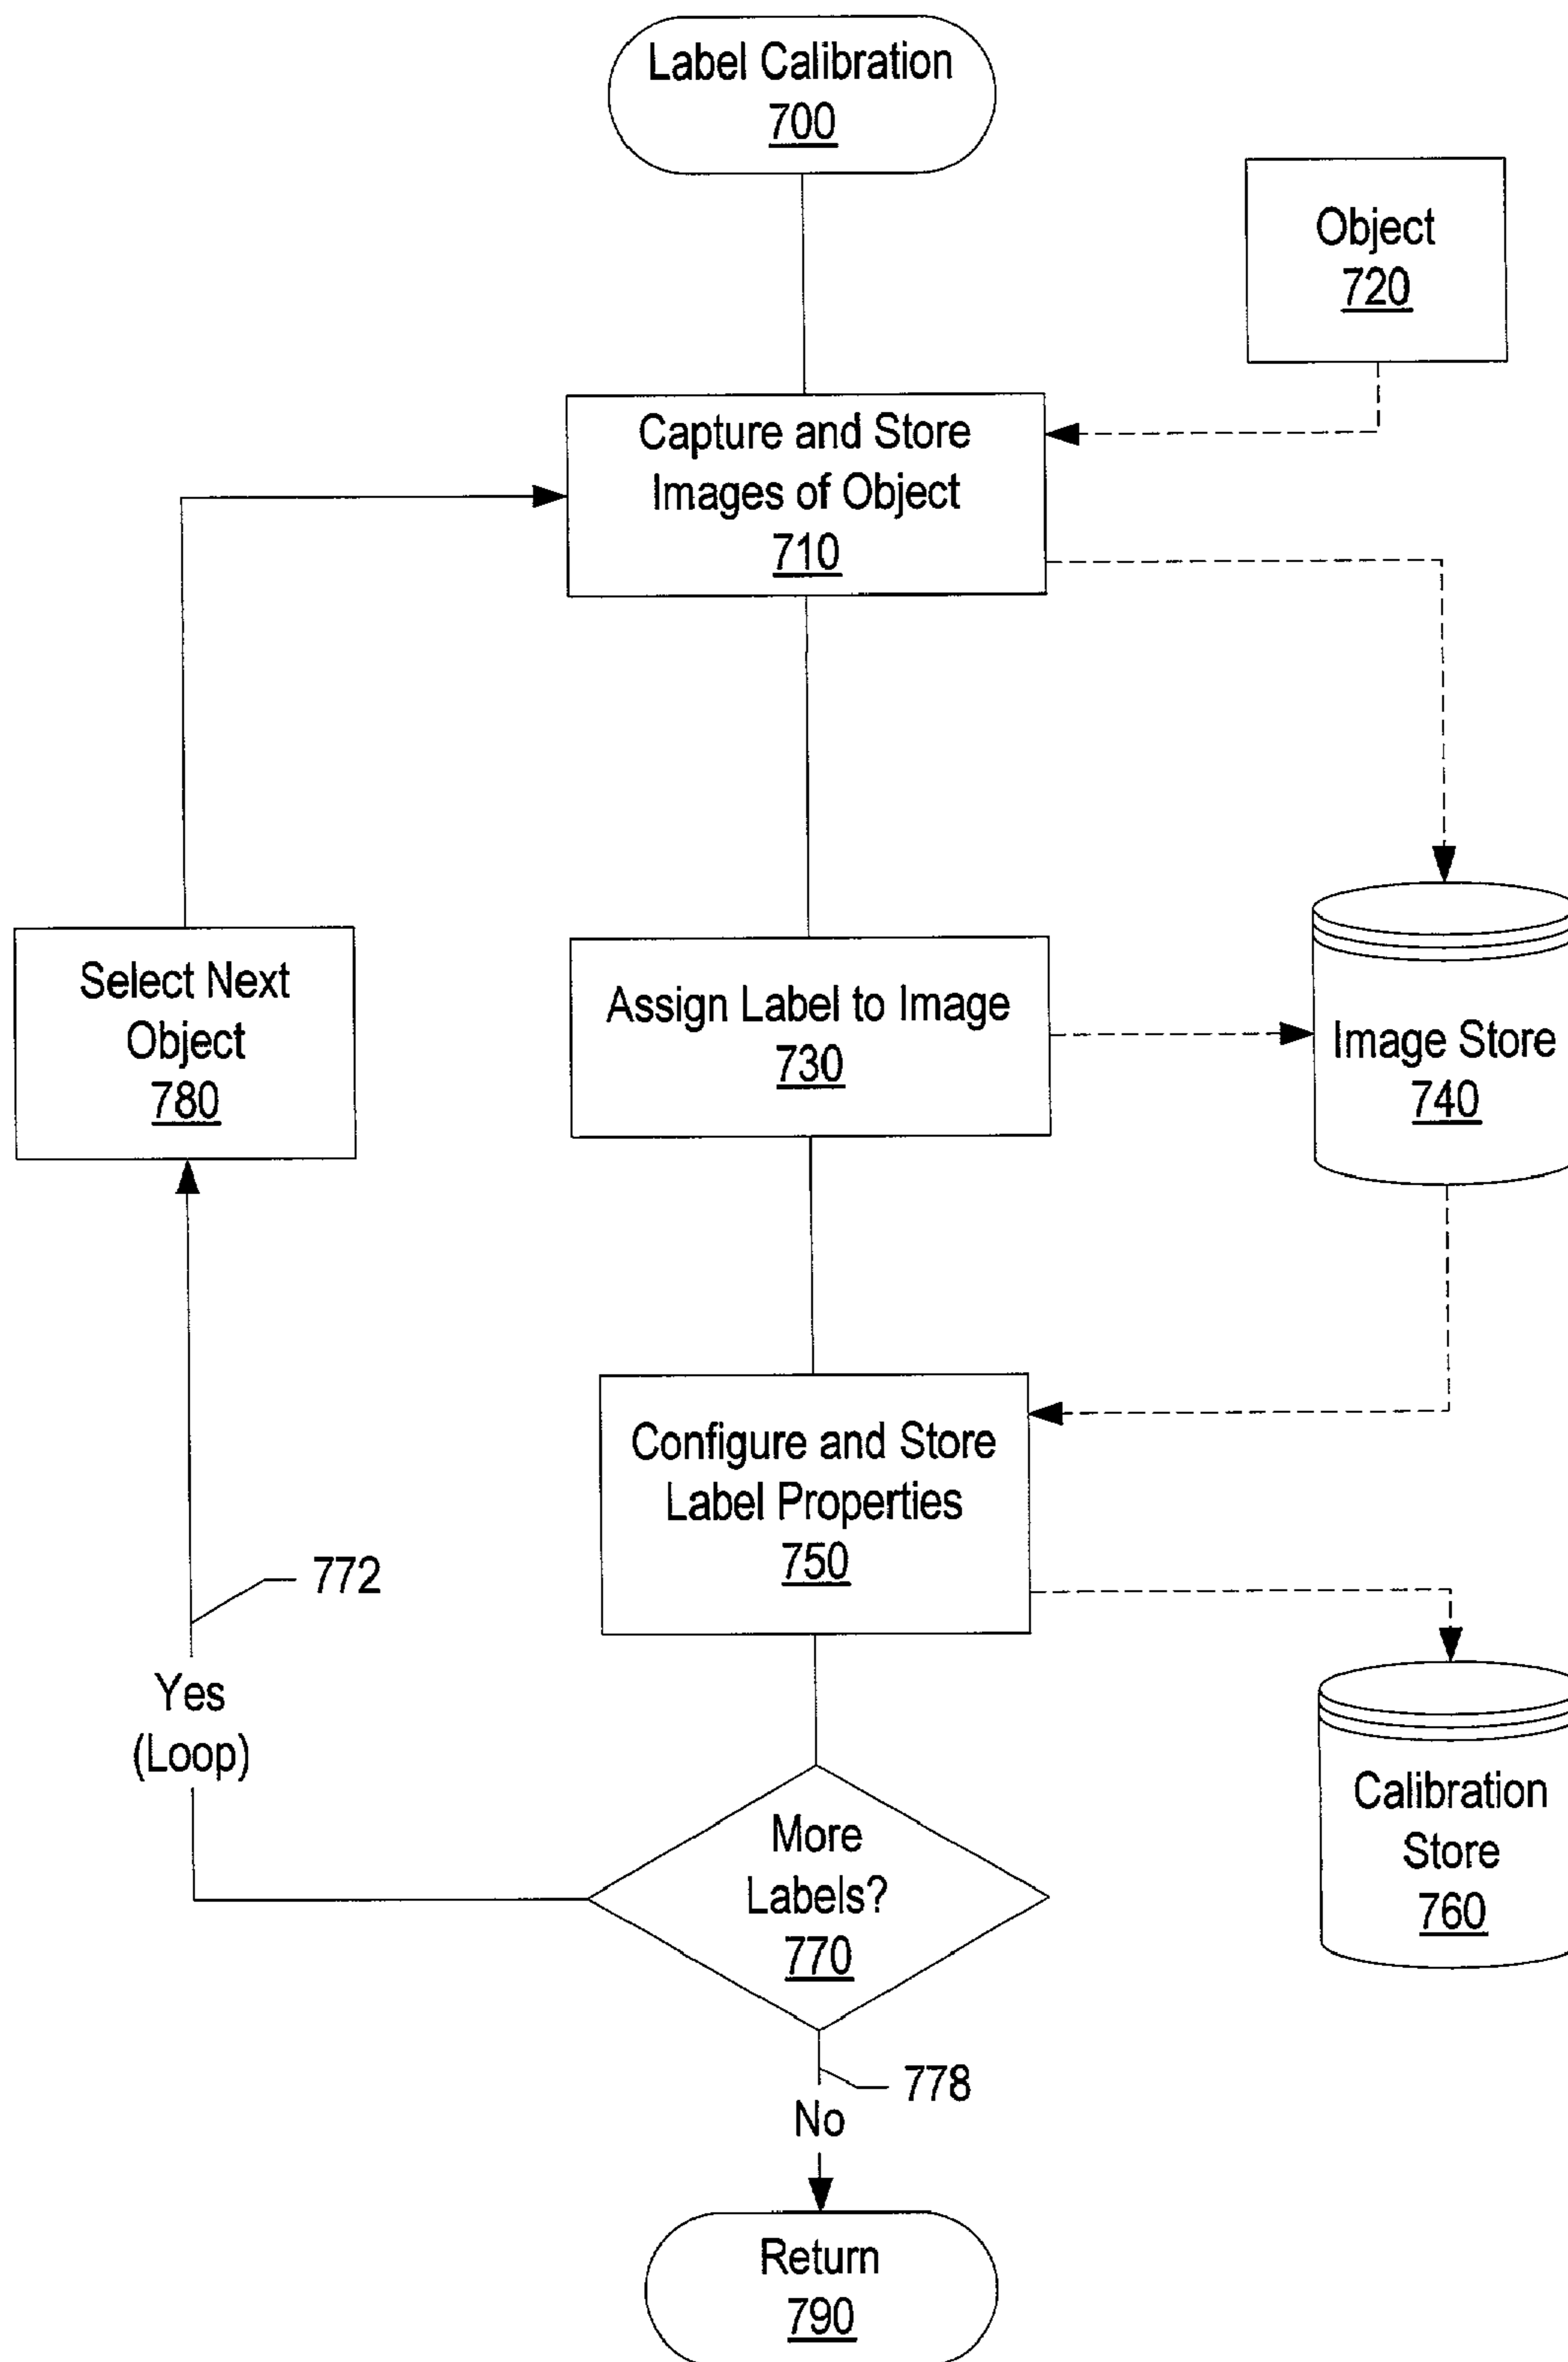 Label Calibration
700
Object
720
Capture and Store
Images of Object
710
Select Next
Object
780
Assign Label to Image
730
Image Store
740
Configure and Store
Label Properties
750
772
Yes
(Loop)
More
Labels?
770
Calibration
Store
760
778
No
Return
790